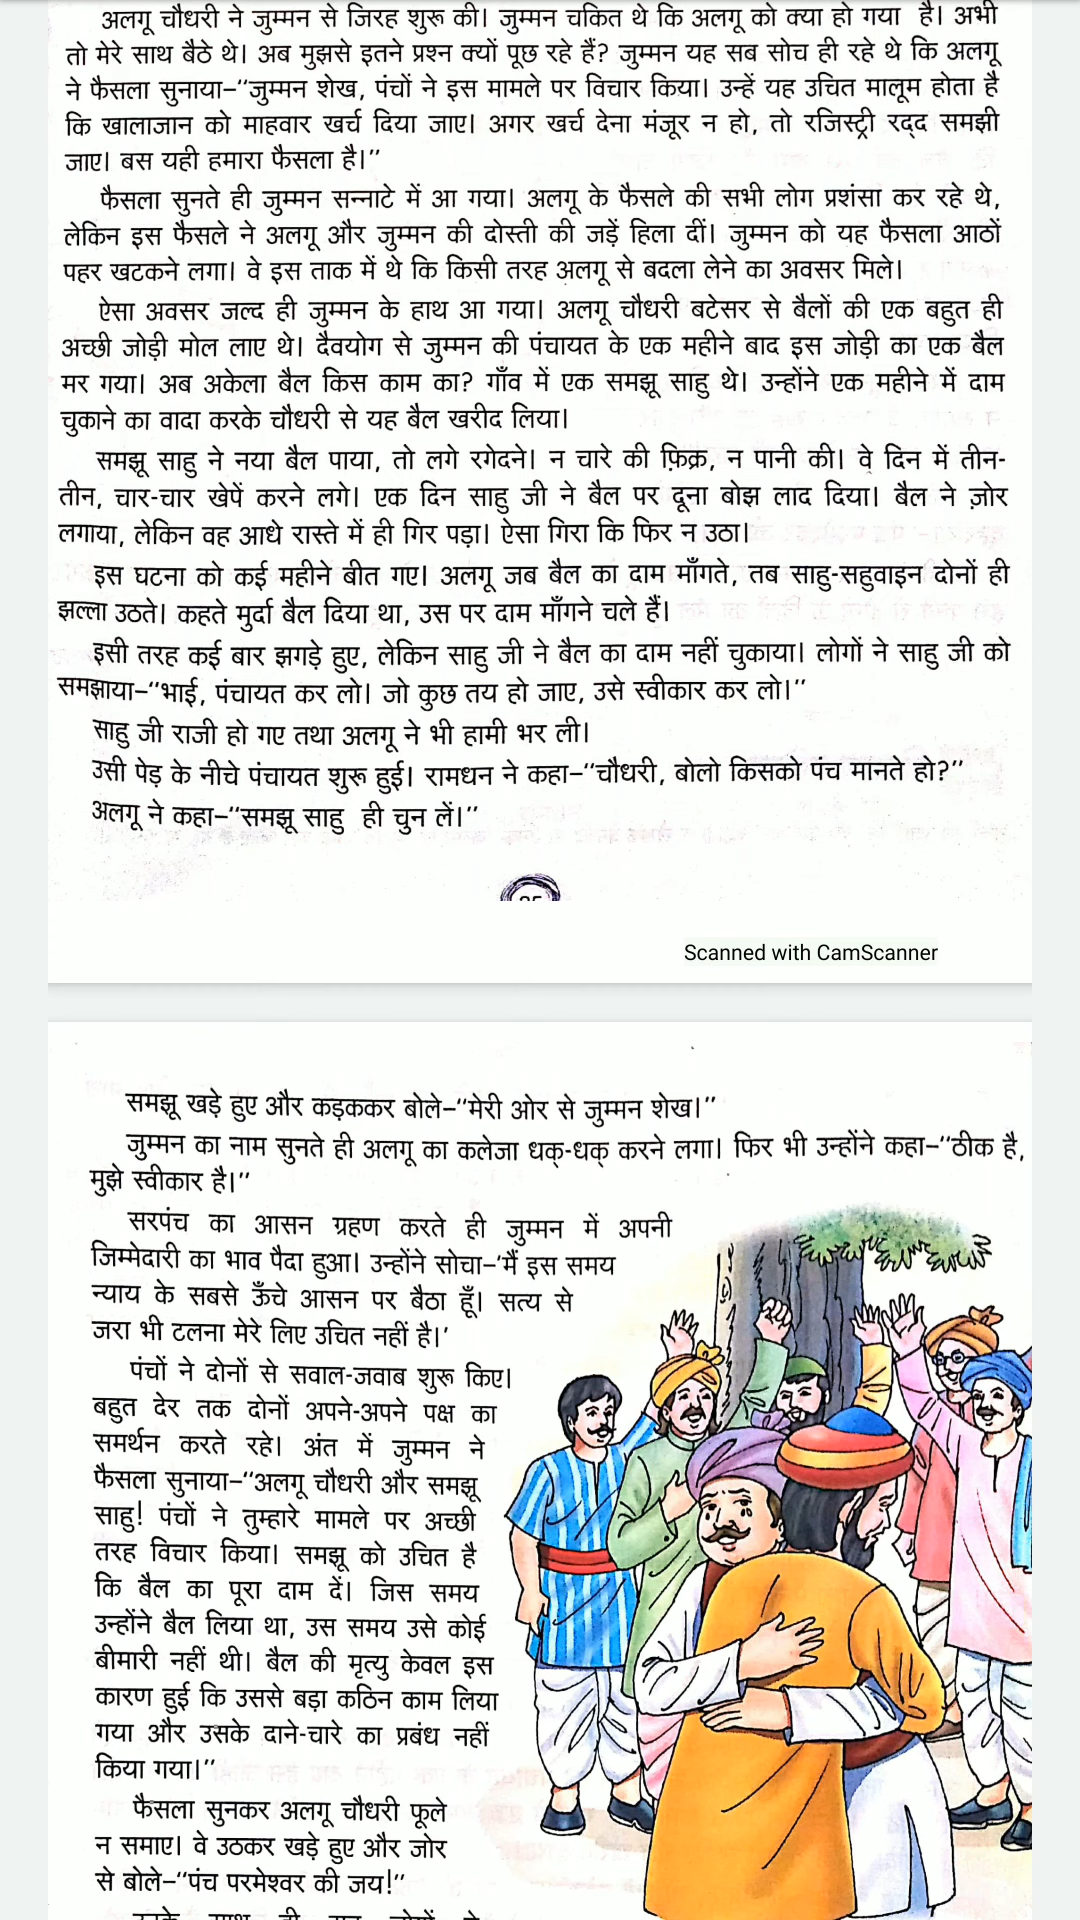 अलगू चौधरी ने जुम्मन से जिरह शुरू की। जुम्मन चकित थे कि अलगू को क्या हो गया है। अभी
तो मेरे साथ बैठे थे। अब मुझसे इतने प्रश्न क्यों पूछ रहे हैं? जुम्मन यह सब सोच ही रहे थे कि अलगू
ने फ़ैसला सुनाया–“जुम्मन शेख, पंचों ने इस मामले पर विचार किया। उन्हें यह उचित मालूम होता है
कि खालाजान को माहवार खर्च दिया जाए। अगर खर्च देना मंजूर न हो, तो रजिस्ट्री रद्द समझी
जाए। बस यही हमारा फैसला है।”
फैसला सुनते ही जुम्मन सन्नाटे में आ गया। अलगू के फैसले की सभी लोग प्रशंसा कर रहे थे,
लेकिन इस फैसले ने अलगू और जुम्मन की दोस्ती की जड़ें हिला दीं। जुम्मन को यह फैसला आठों
पहर खटकने लगा। वे इस ताक में थे कि किसी तरह अलगू से बदला लेने का अवसर मिले।
ऐसा अवसर जल्द ही जुम्मन के हाथ आ गया। अलगू चौधरी बटेसर से बैलों की एक बहुत ही
अच्छी जोड़ी मोल लाए थे। दैवयोग से जुम्मन की पंचायत के एक महीने बाद इस जोड़ी का एक बैल
मर गया। अब अकेला बैल किस काम का? गाँव में एक समझू साहु थे। उन्होंने एक महीने में दाम
चुकाने का वादा करके चौधरी से यह बैल खरीद लिया।
समझू साहु ने नया बैल पाया, तो लगे रगेदने। न चारे की फ़िक्र, न पानी की। वे दिन में तीन-
तीन, चार-चार खेपें करने लगे। एक दिन साहु जी ने बैल पर दूना बोझ लाद दिया। बैल ने ज़ोर
लगाया, लेकिन वह आधे रास्ते में ही गिर पड़ा। ऐसा गिरा कि फिर न उठा।
इस घटना को कई महीने बीत गए। अलगू जब बैल का दाम माँगते, तब साहु-सहुवाइन दोनों ही
झल्ला उठते। कहते मुर्दा बैल दिया था, उस पर दाम माँगने चले हैं।
इसी तरह कई बार झगड़े हुए, लेकिन साहु जी ने बैल का दाम नहीं चुकाया। लोगों ने साहु जी को
समझाया–“भाई, पंचायत कर लो। जो कुछ तय हो जाए, उसे स्वीकार कर लो।”
साहु जी राजी हो गए तथा अलगू ने भी हामी भर ली।
उसी पेड़ के नीचे पंचायत शुरू हुई। रामधन ने कहा–“चौधरी, बोलो किसको पंच मानते हो?”
अलगू ने कहा–“समझू साहु ही चुन लें।”
Scanned with CamScanner
समझू खड़े हुए और कड़ककर बोले–“मेरी ओर से जुम्मन शेख।”
जुम्मन का नाम सुनते ही अलगू का कलेजा धक्-धक् करने लगा। फिर भी उन्होंने कहा–“ठीक है,
मुझे स्वीकार है।”
सरपंच का आसन ग्रहण करते ही जुम्मन में अपनी
जिम्मेदारी का भाव पैदा हुआ। उन्होंने सोचा–‘मैं इस समय
न्याय के सबसे ऊँचे आसन पर बैठा हूँ। सत्य से
जरा भी टलना मेरे लिए उचित नहीं है।’
पंचों ने दोनों से सवाल-जवाब शुरू किए।
बहुत देर तक दोनों अपने-अपने पक्ष का
समर्थन करते रहे। अंत में जुम्मन ने
फैसला सुनाया–“अलगू चौधरी और समझू
साहु! पंचों ने तुम्हारे मामले पर अच्छी
तरह विचार किया। समझू को उचित है
कि बैल का पूरा दाम दें। जिस समय
उन्होंने बैल लिया था, उस समय उसे कोई
बीमारी नहीं थी। बैल की मृत्यु केवल इस
कारण हुई कि उससे बड़ा कठिन काम लिया
गया और उसके दाने-चारे का प्रबंध नहीं
किया गया।”
फैसला सुनकर अलगू चौधरी फूले
न समाए। वे उठकर खड़े हुए और जोर
से बोले–“पंच परमेश्वर की जय!”